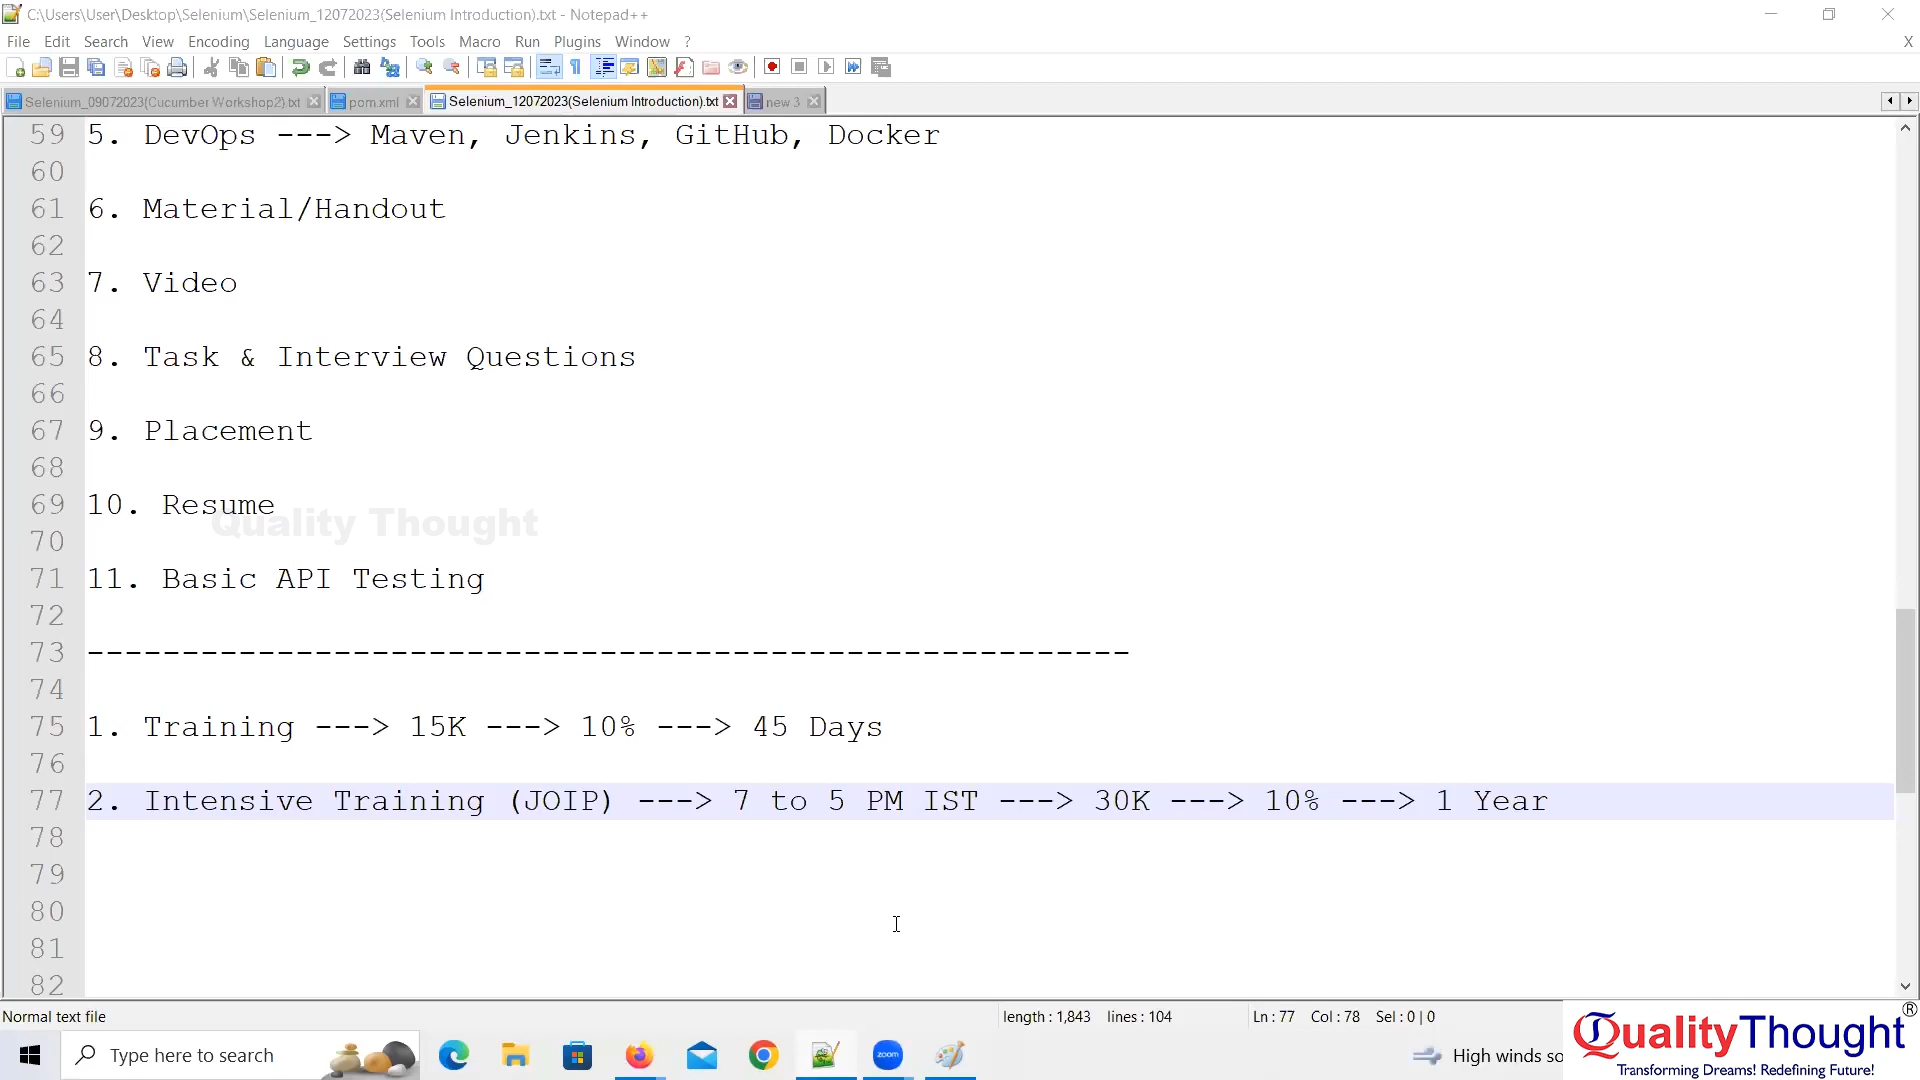 C:\Users\User\Desktop\Selenium\Selenium_12072023(Selenium Introduction).txt - Notepad++
File Edit Search View Encoding Language Settings Tools Macro Run Plugins Window ? X
Selenium_09072023(Cucumber Workshop2).txt pom.xml Selenium_12072023(Selenium Introduction).txt new 3
59 5. DevOps ---> Maven, Jenkins, GitHub, Docker
60
61 6. Material/Handout
62
63 7. Video
64
65 8. Task & Interview Questions
66
67 9. Placement
68
69 10. Resume
Quality Thought
70
71 11. Basic API Testing
72
73 -------------------------------------------------------
74
75 1. Training ---> 15K ---> 10% ---> 45 Days
76
77 2. Intensive Training (JOIP) ---> 7 to 5 PM IST ---> 30K ---> 10% ---> 1 Year
78
79
80
81
82
Normal text file length : 1,843 lines : 104 Ln : 77 Col : 78 Sel : 0 | 0
Type here to search zoom High winds so
QualityThought ®
Transforming Dreams! Redefining Future!